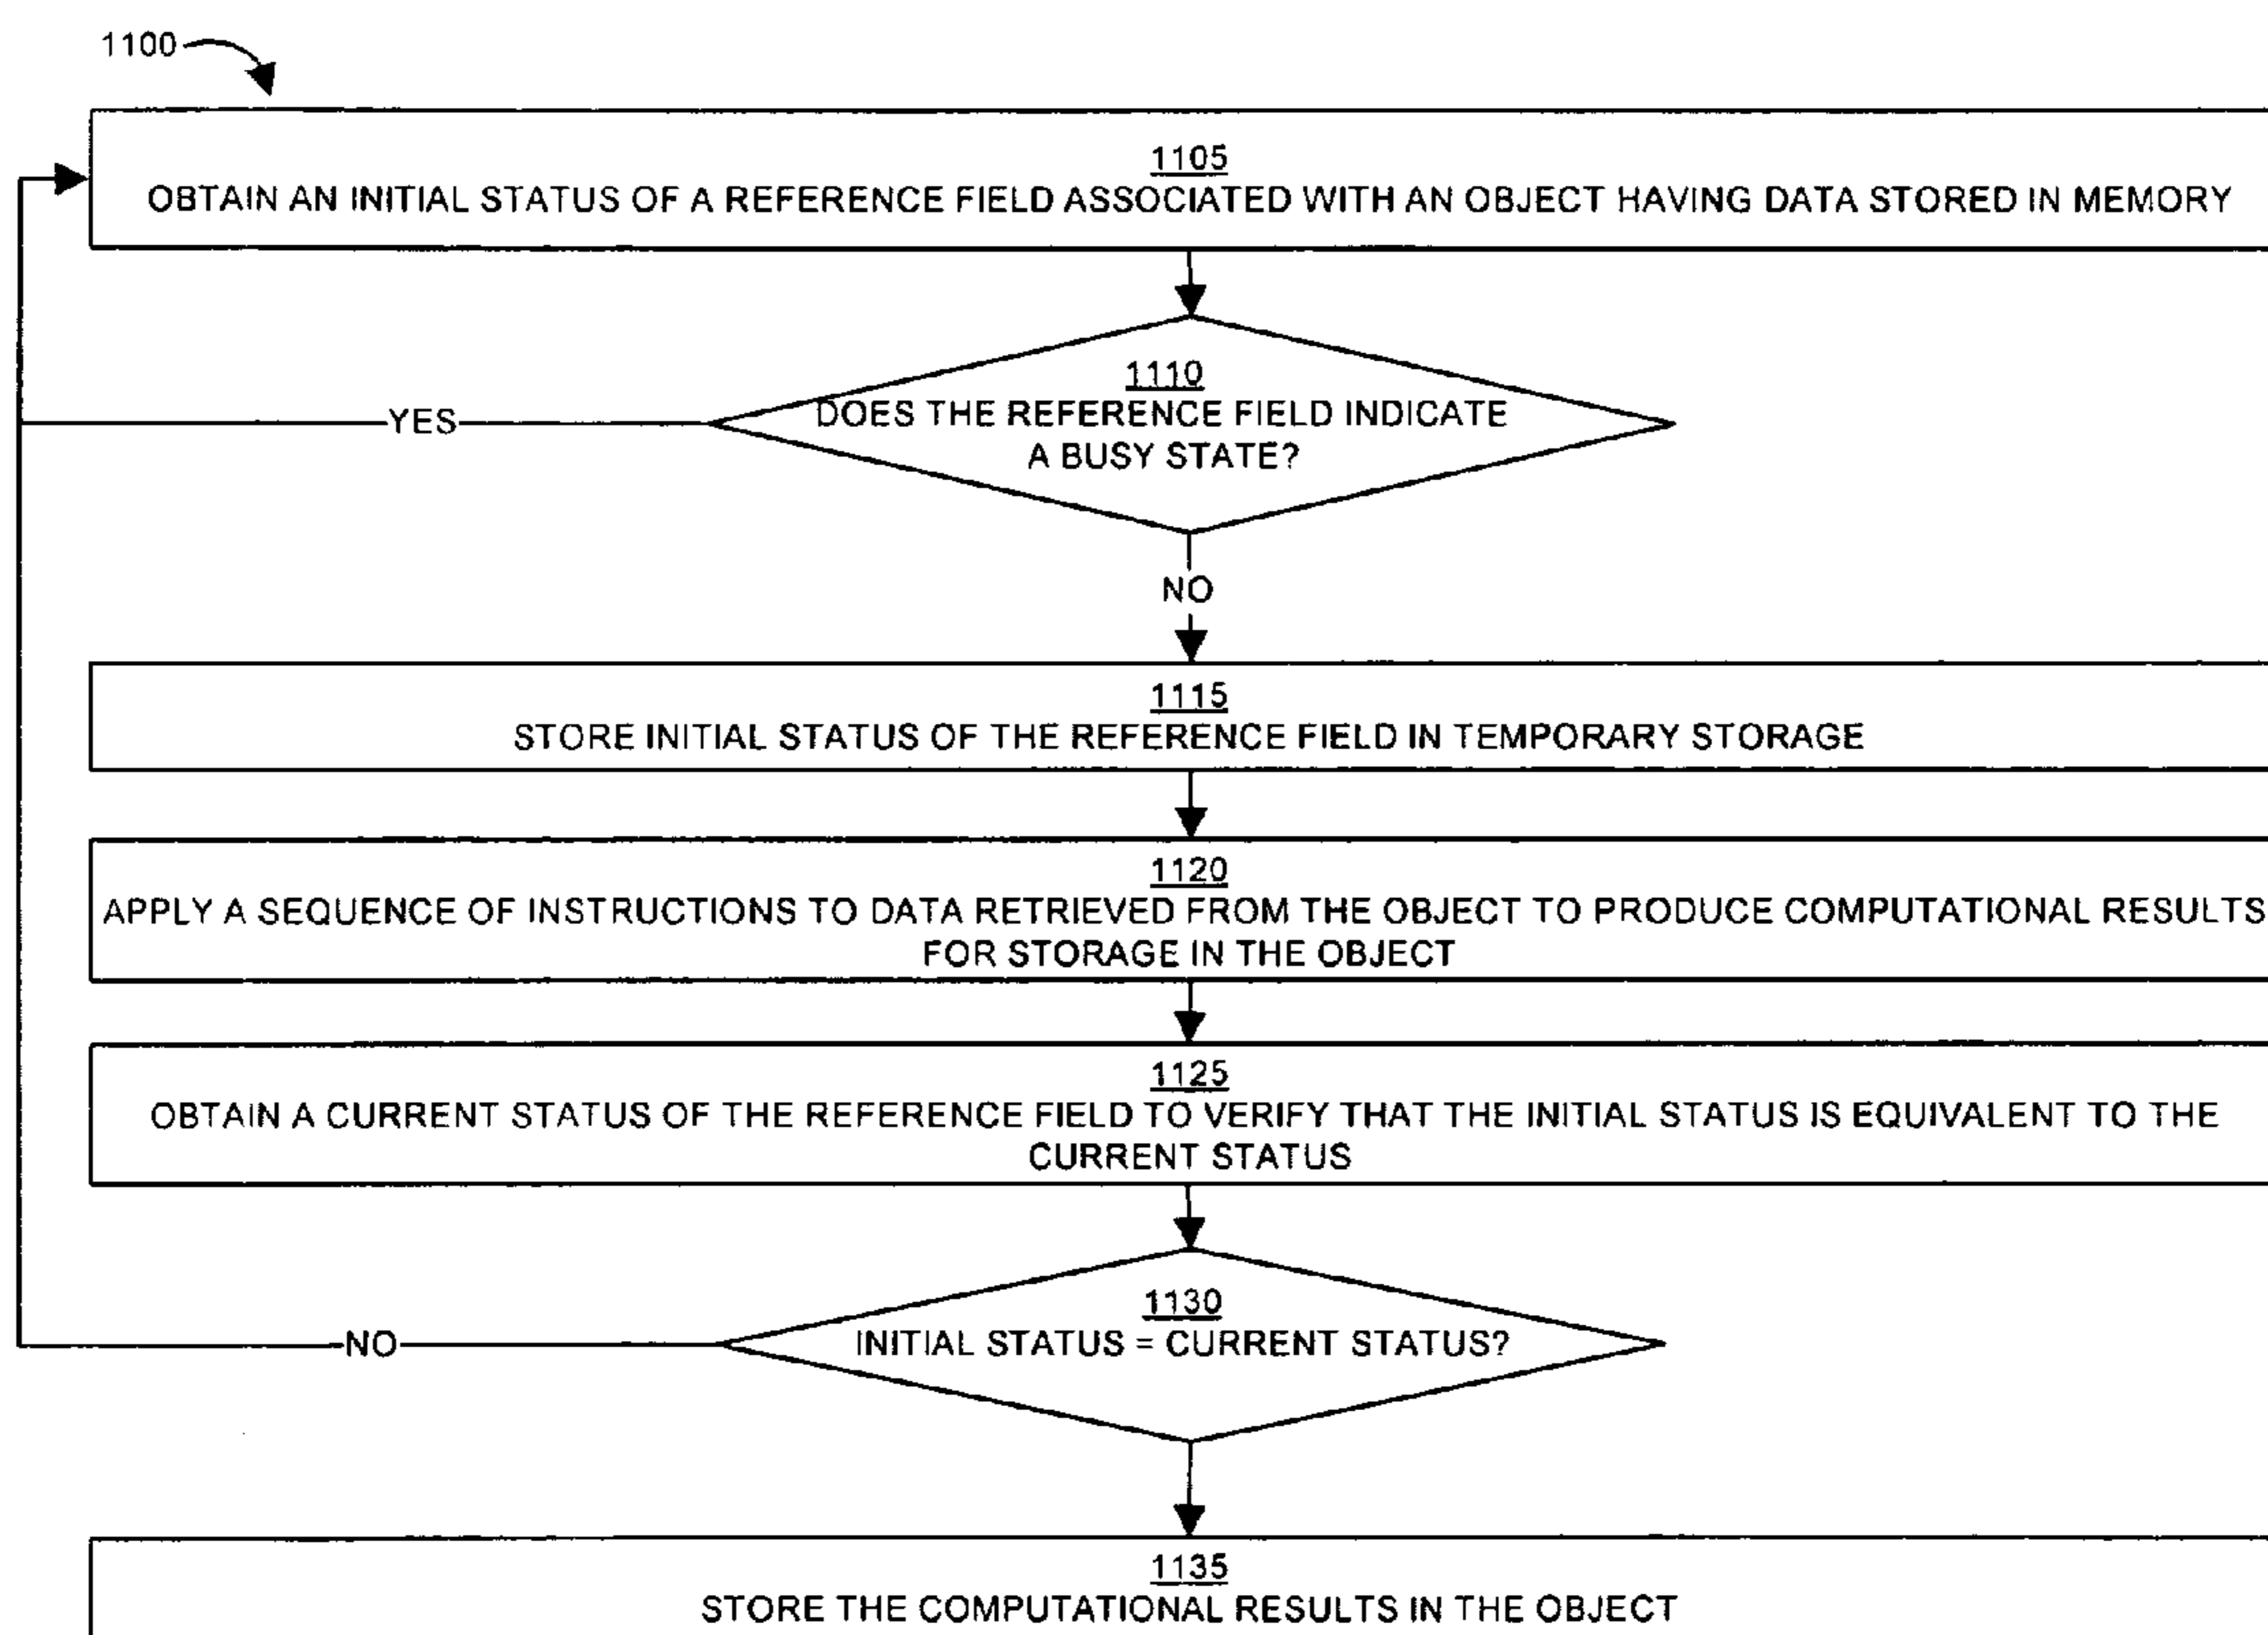 1100
1105
OBTAIN AN INITIAL STATUS OF A REFERENCE FIELD ASSOCIATED WITH AN OBJECT HAVING DATA STORED IN MEMORY
1110
DOES THE REFERENCE FIELD INDICATE
A BUSY STATE?
YES
NO
1115
STORE INITIAL STATUS OF THE REFERENCE FIELD IN TEMPORARY STORAGE
1120
APPLY A SEQUENCE OF INSTRUCTIONS TO DATA RETRIEVED FROM THE OBJECT TO PRODUCE COMPUTATIONAL RESULTS
FOR STORAGE IN THE OBJECT
1125
OBTAIN A CURRENT STATUS OF THE REFERENCE FIELD TO VERIFY THAT THE INITIAL STATUS IS EQUIVALENT TO THE
CURRENT STATUS
1130
INITIAL STATUS = CURRENT STATUS?
NO
1135
STORE THE COMPUTATIONAL RESULTS IN THE OBJECT